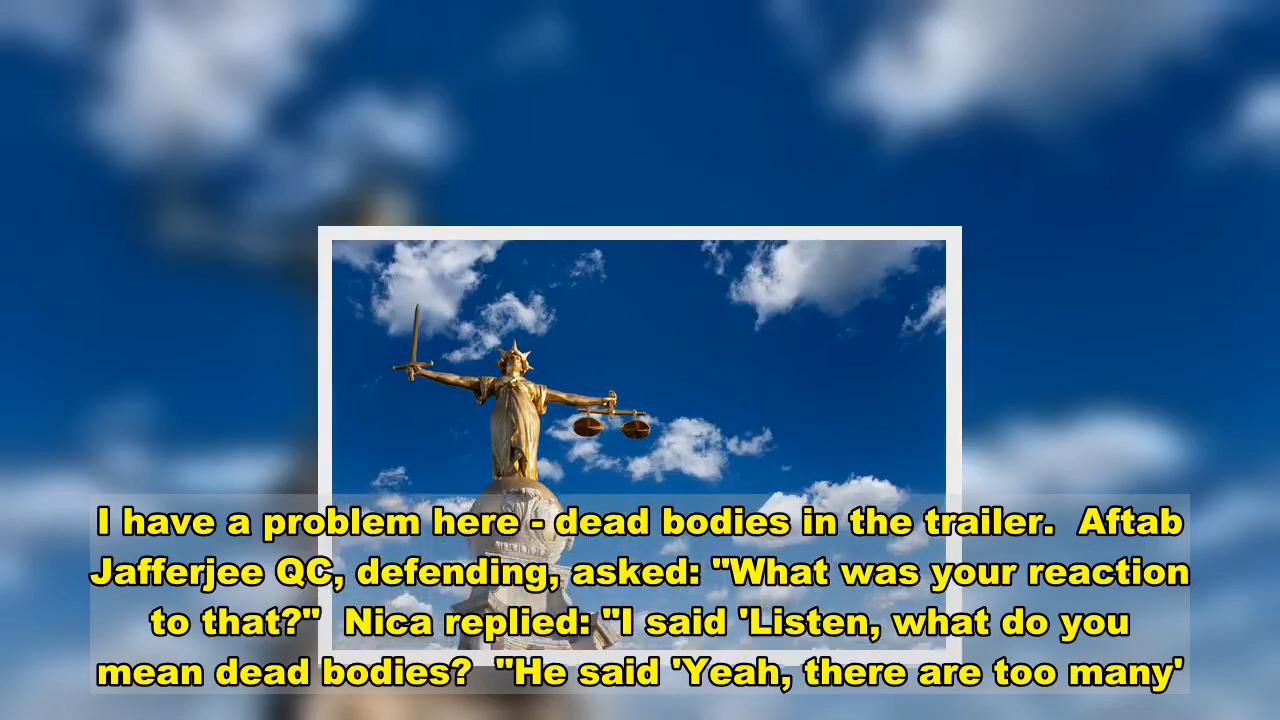 I have a problem here - dead bodies in the trailer.  Aftab
Jafferjee QC, defending, asked: "What was your reaction
to that?"  Nica replied: "I said 'Listen, what do you
mean dead bodies?  "He said 'Yeah, there are too many'